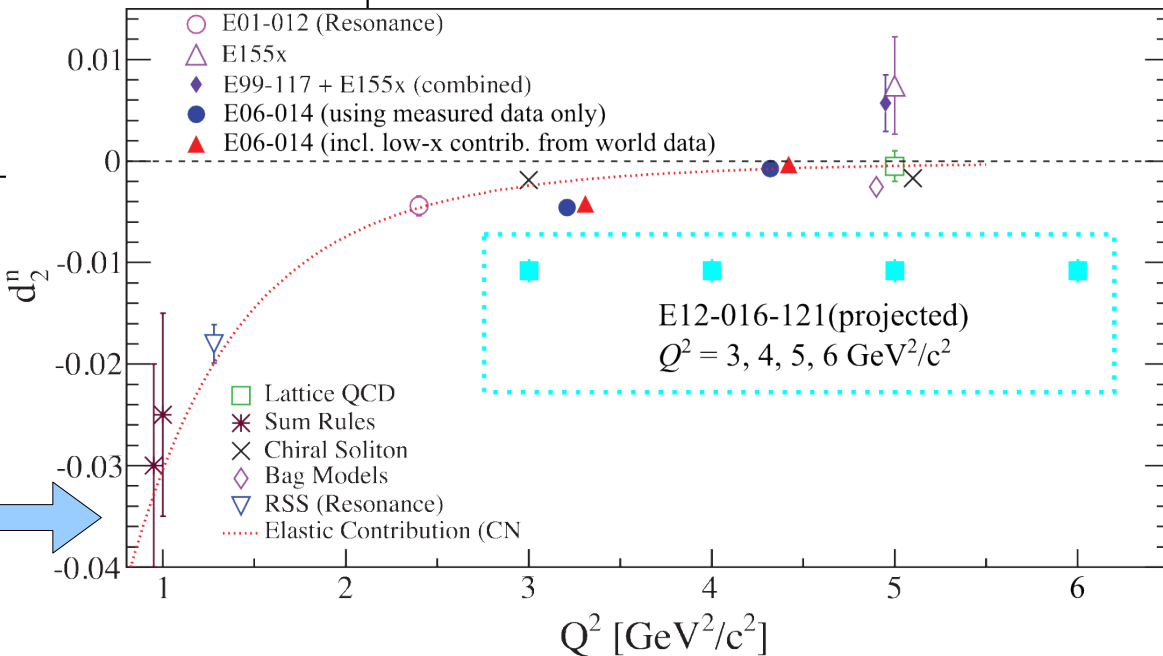 E01-012 (Resonance)
E155x
E99-117 + E155x (combined)
E06-014 (using measured data only)
E06-014 (incl. low-x contrib. from world data)
0.01
0
-0.01
-0.02
-0.03
-0.04
d₂ⁿ
E12-016-121(projected)
Q² = 3, 4, 5, 6 GeV²/c²
Lattice QCD
Sum Rules
Chiral Soliton
Bag Models
RSS (Resonance)
Elastic Contribution (CN
1 2 3 4 5 6
Q² [GeV²/c²]